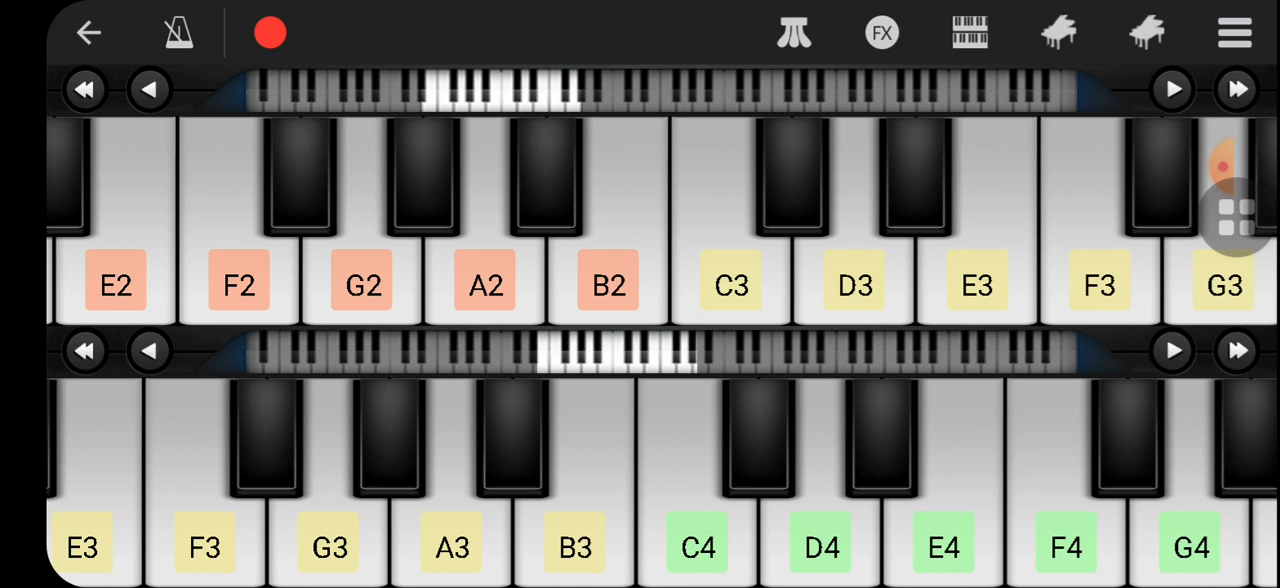 FX
E2 F2 G2 A2 B2 C3 D3 E3 F3 G3
E3 F3 G3 A3 B3 C4 D4 E4 F4 G4